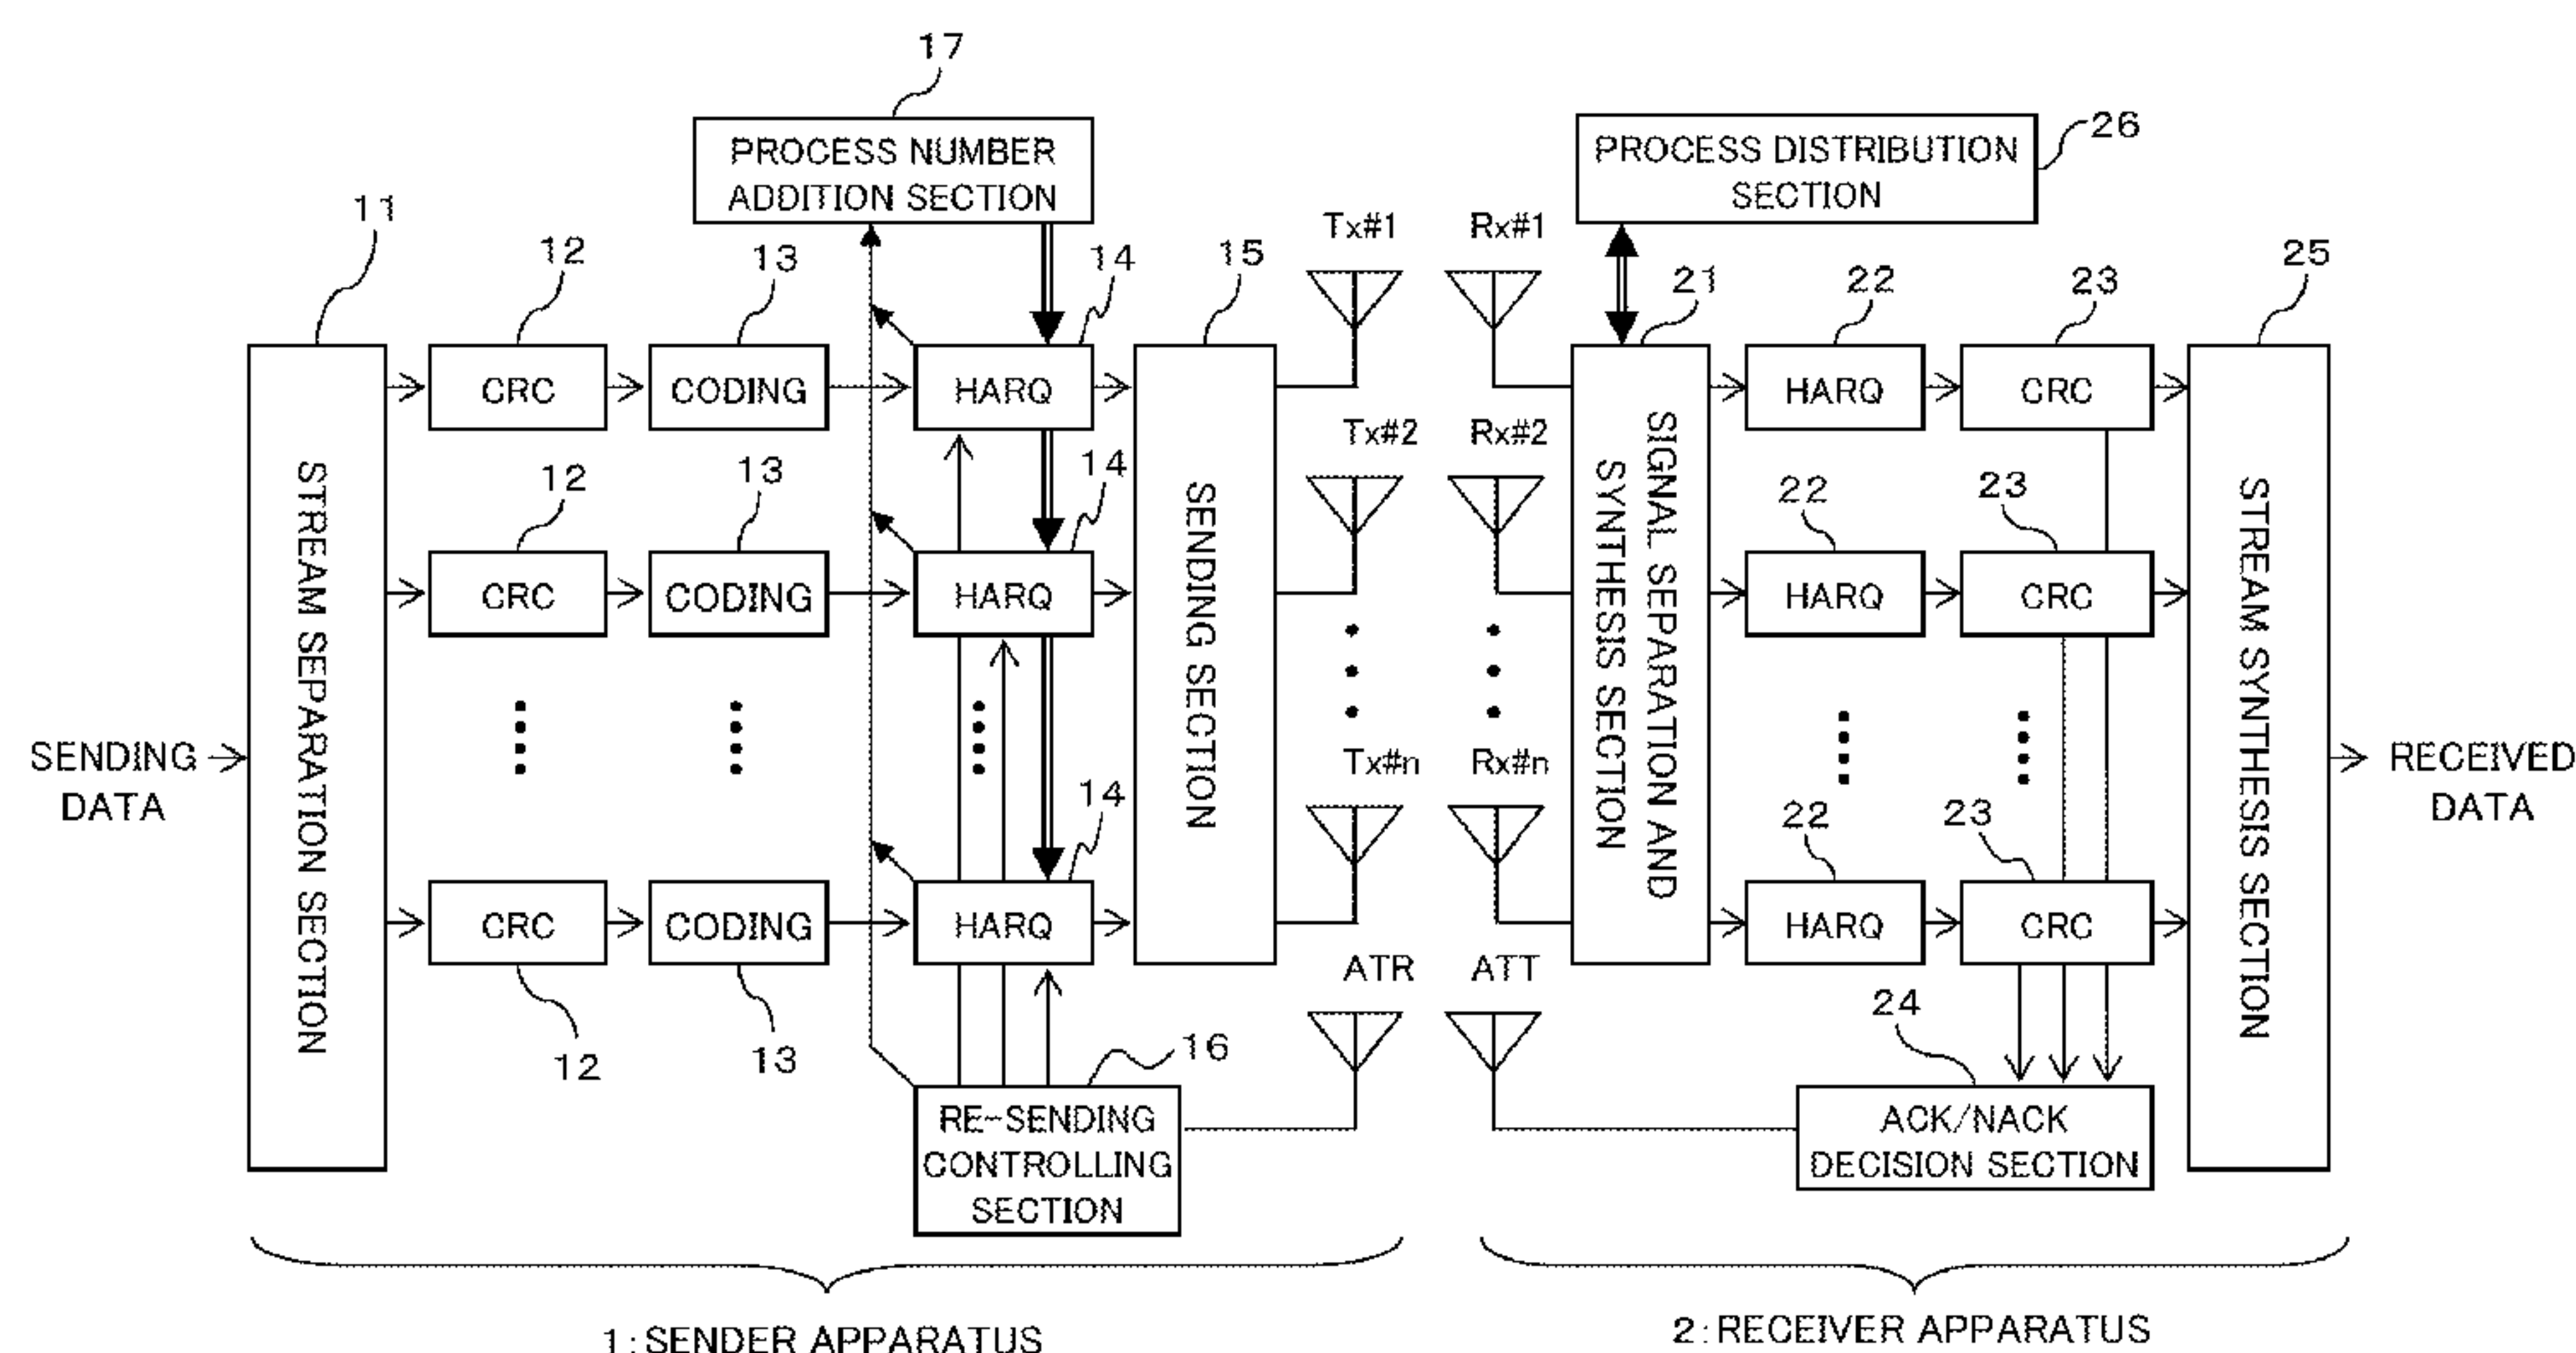 17
PROCESS NUMBER
ADDITION SECTION
PROCESS DISTRIBUTION
SECTION
26
11
12
13
14
15
Tx#1
Rx#1
21
22
23
25
CRC
CODING
HARQ
HARQ
CRC
12
13
14
Tx#2
Rx#2
22
23
CRC
CODING
HARQ
HARQ
CRC
STREAM SEPARATION SECTION
SENDING SECTION
SIGNAL SEPARATION AND
SYNTHESIS SECTION
STREAM SYNTHESIS SECTION
SENDING
DATA
RECEIVED
DATA
14
Tx#n
Rx#n
22
23
CRC
CODING
HARQ
HARQ
CRC
12
13
ATR
ATT
16
24
RE-SENDING
CONTROLLING
SECTION
ACK/NACK
DECISION SECTION
1:SENDER APPARATUS
2:RECEIVER APPARATUS